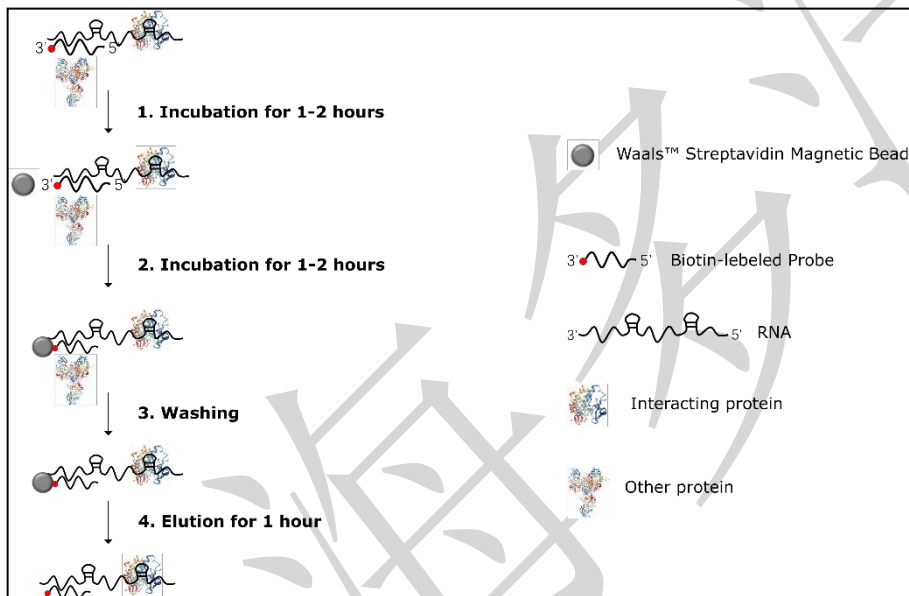 3' 5'
1. Incubation for 1-2 hours
3' 5'
2. Incubation for 1-2 hours
3. Washing
4. Elution for 1 hour
Waals™ Streptavidin Magnetic Bead
3' 5' Biotin-labeled Probe
3' 5' RNA
Interacting protein
Other protein
海